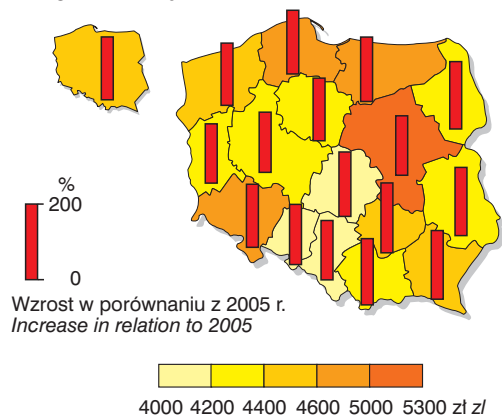 %
200
0
Wzrost w porównaniu z 2005 r.
Increase in relation to 2005
4000 4200 4400 4600 5000 5300 zł zl